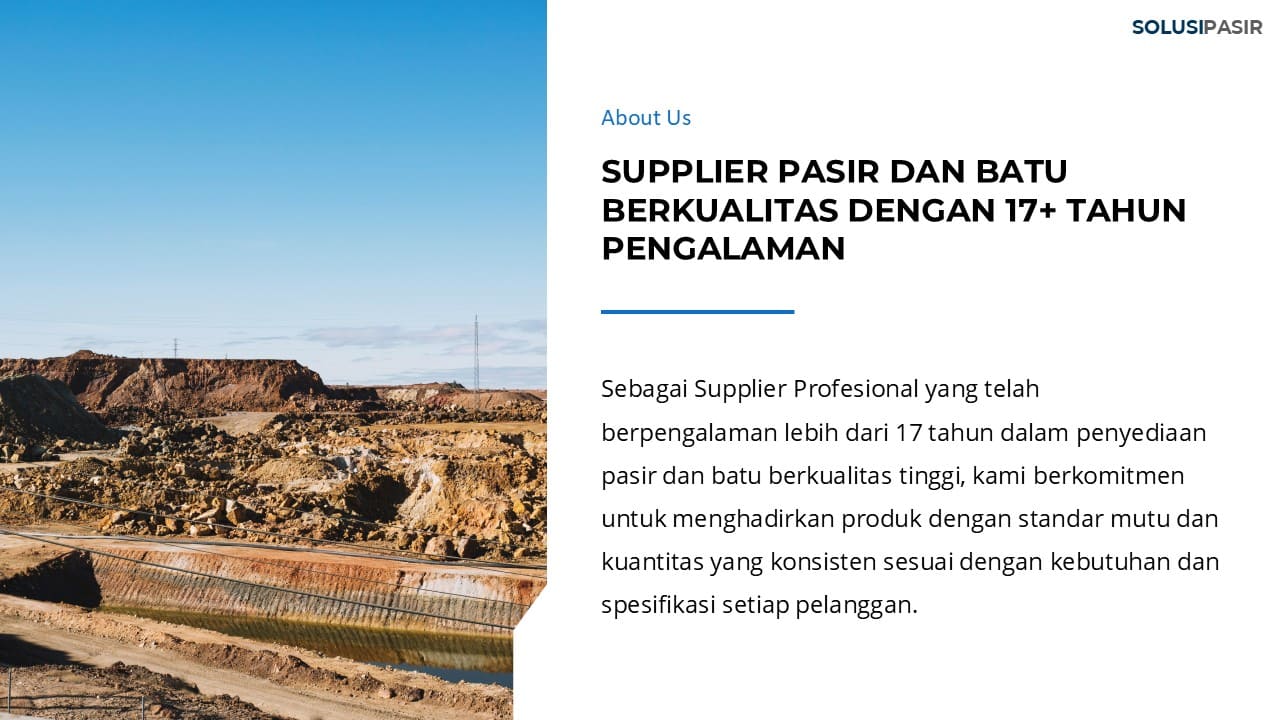 SOLUSIPASIR
About Us
SUPPLIER PASIR DAN BATU
BERKUALITAS DENGAN 17+ TAHUN
PENGALAMAN
Sebagai Supplier Profesional yang telah
berpengalaman lebih dari 17 tahun dalam penyediaan
pasir dan batu berkualitas tinggi, kami berkomitmen
untuk menghadirkan produk dengan standar mutu dan
kuantitas yang konsisten sesuai dengan kebutuhan dan
spesifikasi setiap pelanggan.